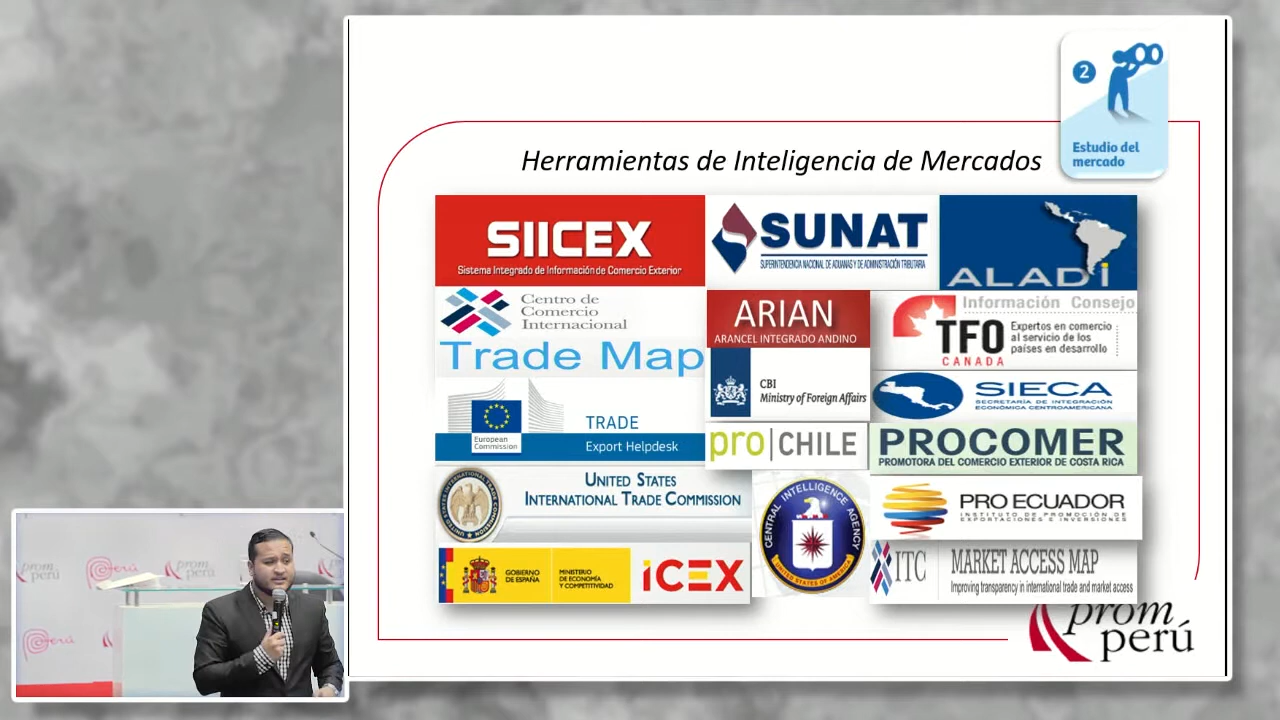 2
Estudio del
mercado
Herramientas de Inteligencia de Mercados
SIICEX
Sistema Integrado de Información de Comercio Exterior
SUNAT
SUPERINTENDENCIA NACIONAL DE ADUANAS Y DE ADMINISTRACIÓN TRIBUTARIA
ALADI
Centro de
Comercio
Internacional
Trade Map
ARIAN
ARANCEL INTEGRADO ANDINO
Información Consejo
TFO
CANADA
Expertos en comercio
al servicio de los
países en desarrollo
CBI
Ministry of Foreign Affairs
SIECA
SECRETARÍA DE INTEGRACIÓN
ECONÓMICA CENTROAMERICANA
European
Commission
TRADE
Export Helpdesk
pro|CHILE
PROCOMER
PROMOTORA DEL COMERCIO EXTERIOR DE COSTA RICA
UNITED STATES
INTERNATIONAL TRADE COMMISSION
CENTRAL INTELLIGENCE AGENCY
UNITED STATES OF AMERICA
PRO ECUADOR
INSTITUTO DE PROMOCIÓN DE
EXPORTACIONES E INVERSIONES
GOBIERNO
DE ESPAÑA
MINISTERIO
DE ECONOMÍA
Y COMPETITIVIDAD
icex
ITC
MARKET ACCESS MAP
Improving transparency in international trade and market access
prom
perú
prom
perú
Perú